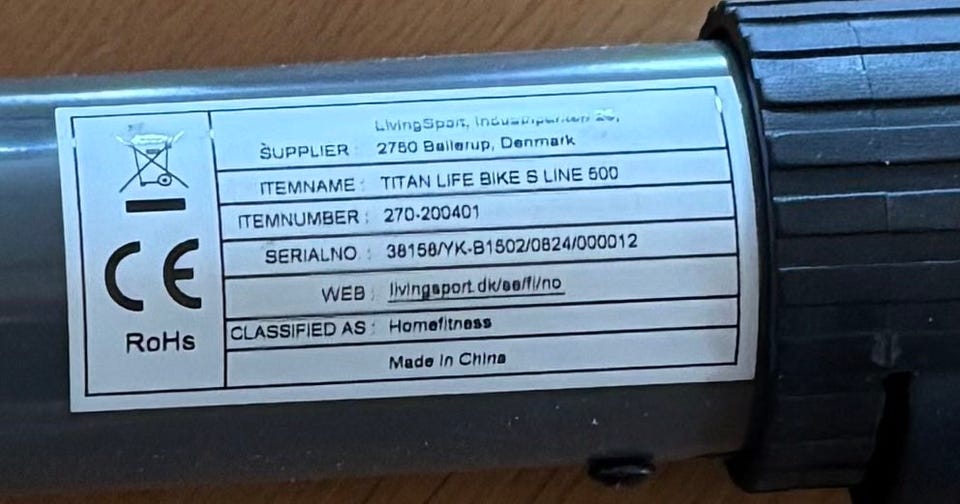 LivingSport, Industriparken 25,
SUPPLIER : 2750 Ballerup, Denmark
ITEMNAME : TITAN LIFE BIKE S LINE 500
ITEMNUMBER : 270-200401
SERIALNO. : 38158/YK-B1502/0824/000012
WEB : livingsport.dk/se/fi/no
CLASSIFIED AS : Homefitness
Made in China
CE
RoHs